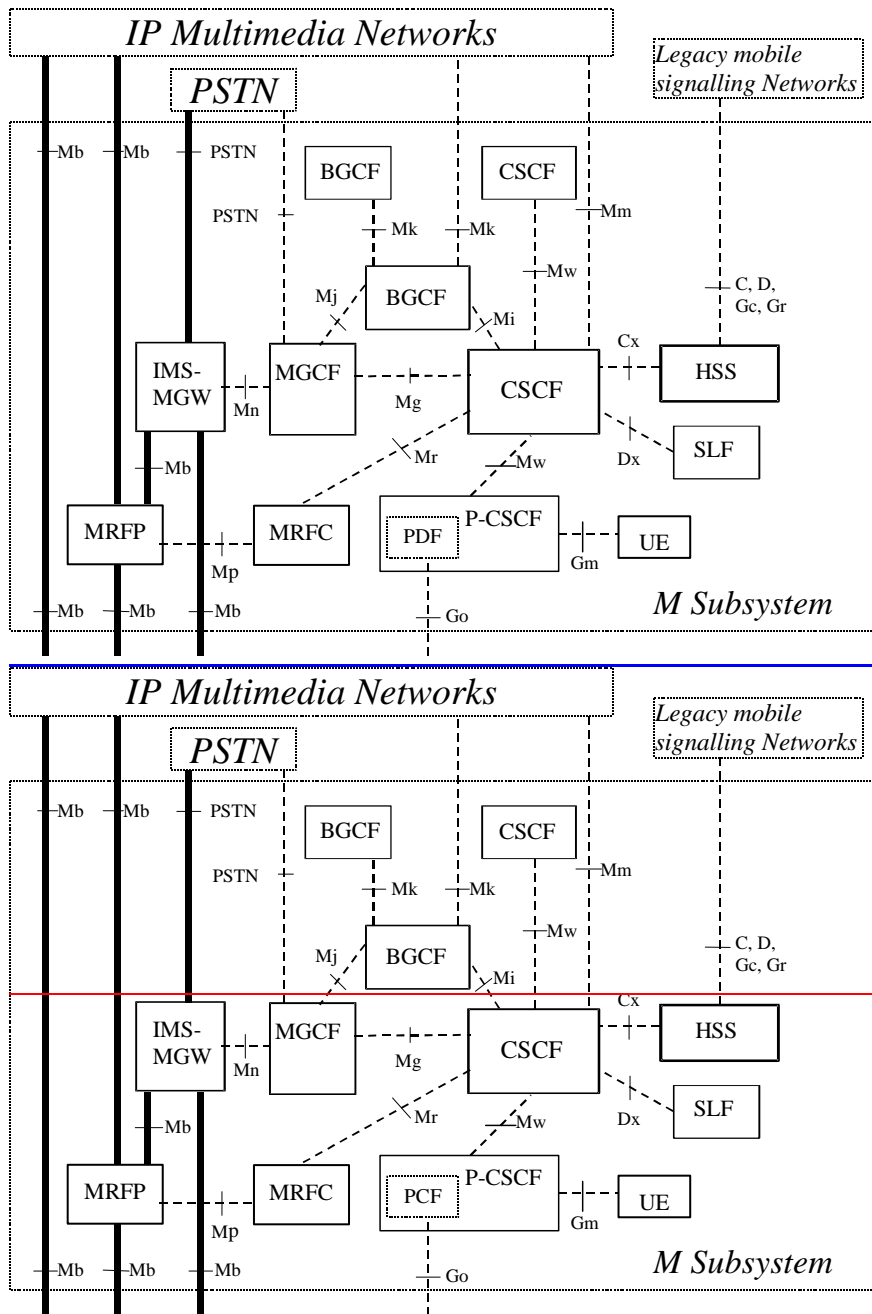 IP Multimedia Networks
Legacy mobile
signalling Networks
PSTN
Mb
Mb
PSTN
BGCF
CSCF
PSTN
Mm
Mk
Mk
Mw
C, D,
Gc, Gr
BGCF
Mj
Mi
Cx
IMS-
MGW
MGCF
HSS
CSCF
Mn
Mg
Mr
Dx
SLF
Mb
Mw
MRFP
MRFC
P-CSCF
PDF
UE
Mp
Gm
Mb
Mb
Mb
Go
M Subsystem
IP Multimedia Networks
Legacy mobile
signalling Networks
PSTN
Mb
Mb
PSTN
BGCF
CSCF
PSTN
Mm
Mk
Mk
Mw
C, D,
Gc, Gr
BGCF
Mj
Mi
Cx
IMS-
MGW
MGCF
HSS
CSCF
Mn
Mg
Mr
Dx
SLF
Mb
Mw
MRFP
MRFC
P-CSCF
PCF
UE
Mp
Gm
Mb
Mb
Mb
Go
M Subsystem